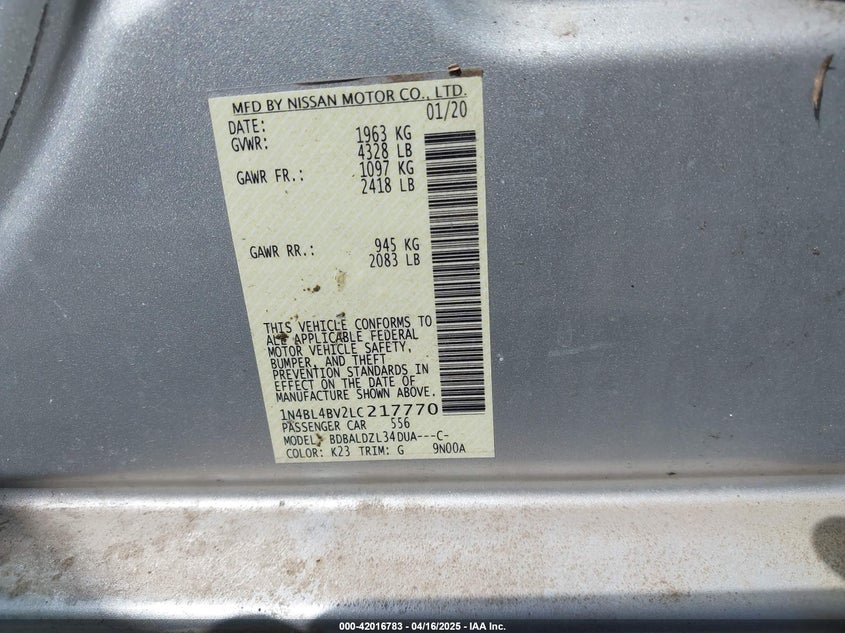 MFD BY NISSAN MOTOR CO., LTD.
DATE: 01/20
GVWR: 1963 KG
4328 LB
GAWR FR.: 1097 KG
2418 LB
GAWR RR.: 945 KG
2083 LB
THIS VEHICLE CONFORMS TO
ALL APPLICABLE FEDERAL
MOTOR VEHICLE SAFETY,
BUMPER, AND THEFT
PREVENTION STANDARDS IN
EFFECT ON THE DATE OF
MANUFACTURE SHOWN ABOVE.
1N4BL4BV2LC217770
PASSENGER CAR 556
MODEL: BDBALDZL34DUA---C-
COLOR: K23 TRIM: G 9N00A
000-42016783 - 04/16/2025 - IAA Inc.